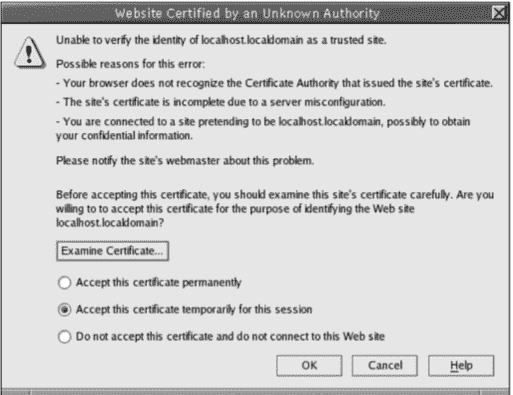 Website Certified by an Unknown Authority
Unable to verify the identity of localhost.localdomain as a trusted site.
Possible reasons for this error:
- Your browser does not recognize the Certificate Authority that issued the site's certificate.
- The site's certificate is incomplete due to a server misconfiguration.
- You are connected to a site pretending to be localhost.localdomain, possibly to obtain
your confidential information.
Please notify the site's webmaster about this problem.
Before accepting this certificate, you should examine this site's certificate carefully. Are you
willing to to accept this certificate for the purpose of identifying the Web site
localhost.localdomain?
Examine Certificate...
Accept this certificate permanently
Accept this certificate temporarily for this session
Do not accept this certificate and do not connect to this Web site
OK Cancel Help